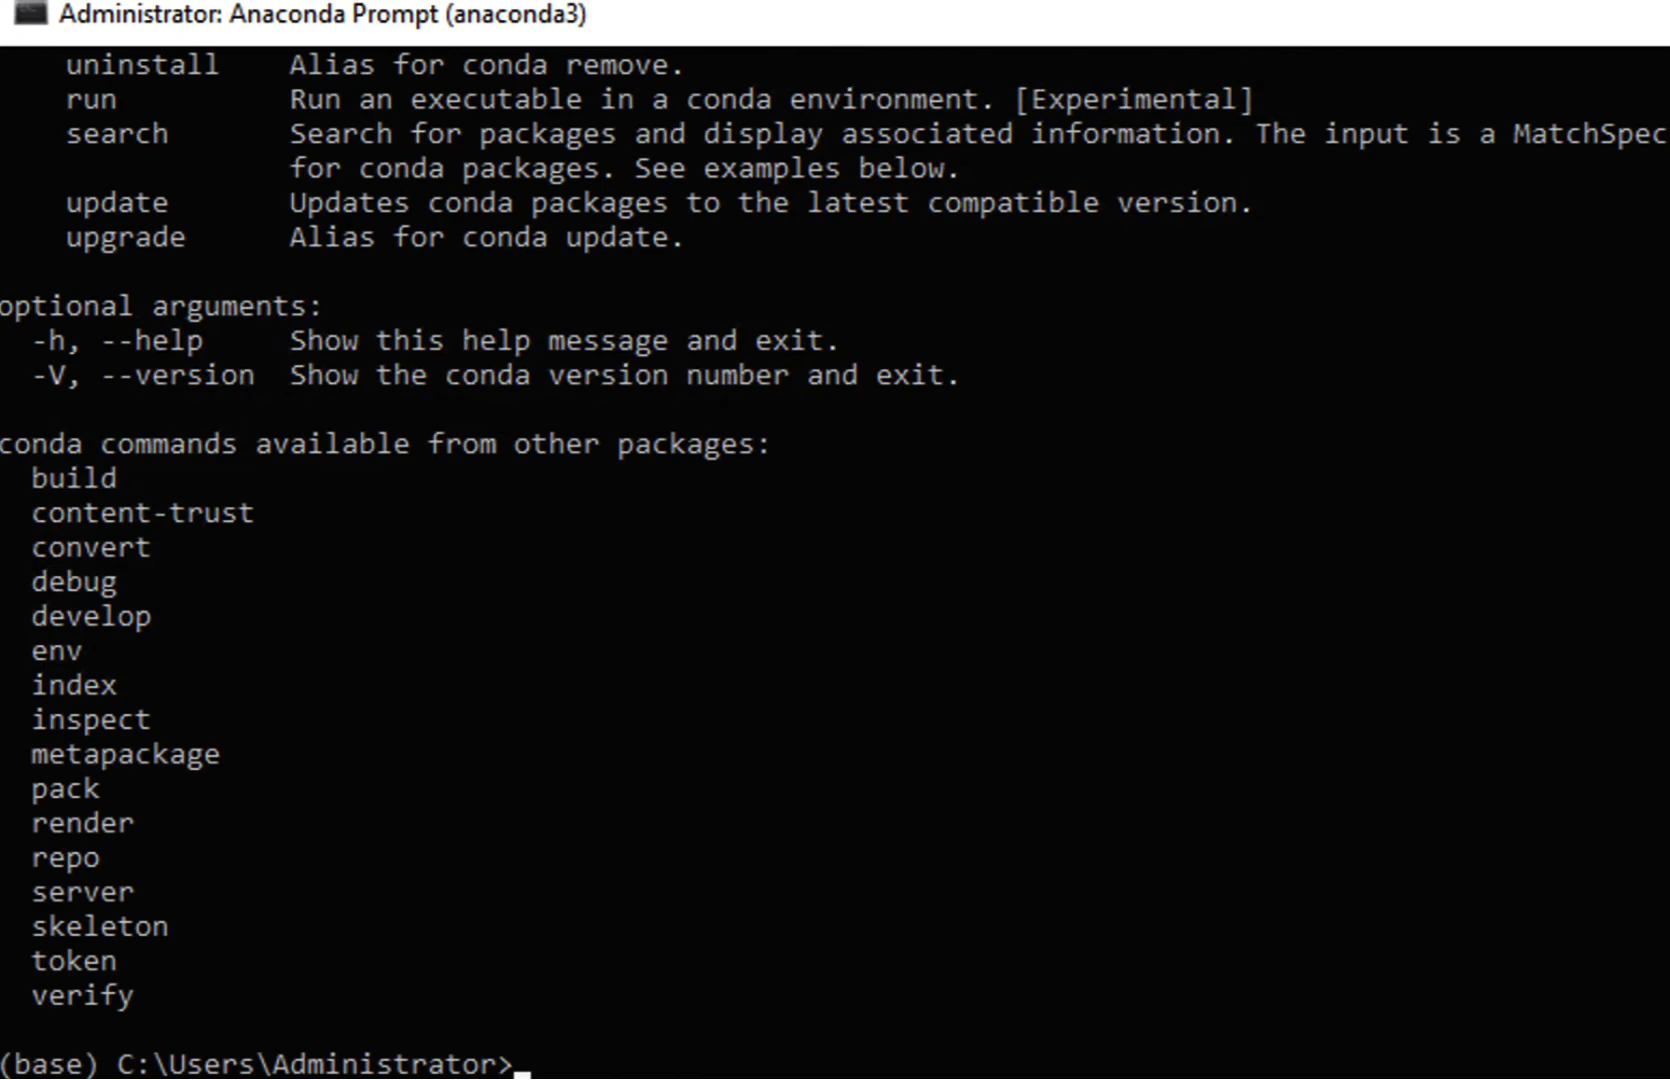 Administrator: Anaconda Prompt (anaconda3)
uninstall    Alias for conda remove.
run          Run an executable in a conda environment. [Experimental]
search       Search for packages and display associated information. The input is a MatchSpec
             for conda packages. See examples below.
update       Updates conda packages to the latest compatible version.
upgrade      Alias for conda update.
optional arguments:
-h, --help     Show this help message and exit.
-V, --version  Show the conda version number and exit.
conda commands available from other packages:
build
content-trust
convert
debug
develop
env
index
inspect
metapackage
pack
render
repo
server
skeleton
token
verify
(base) C:\Users\Administrator>